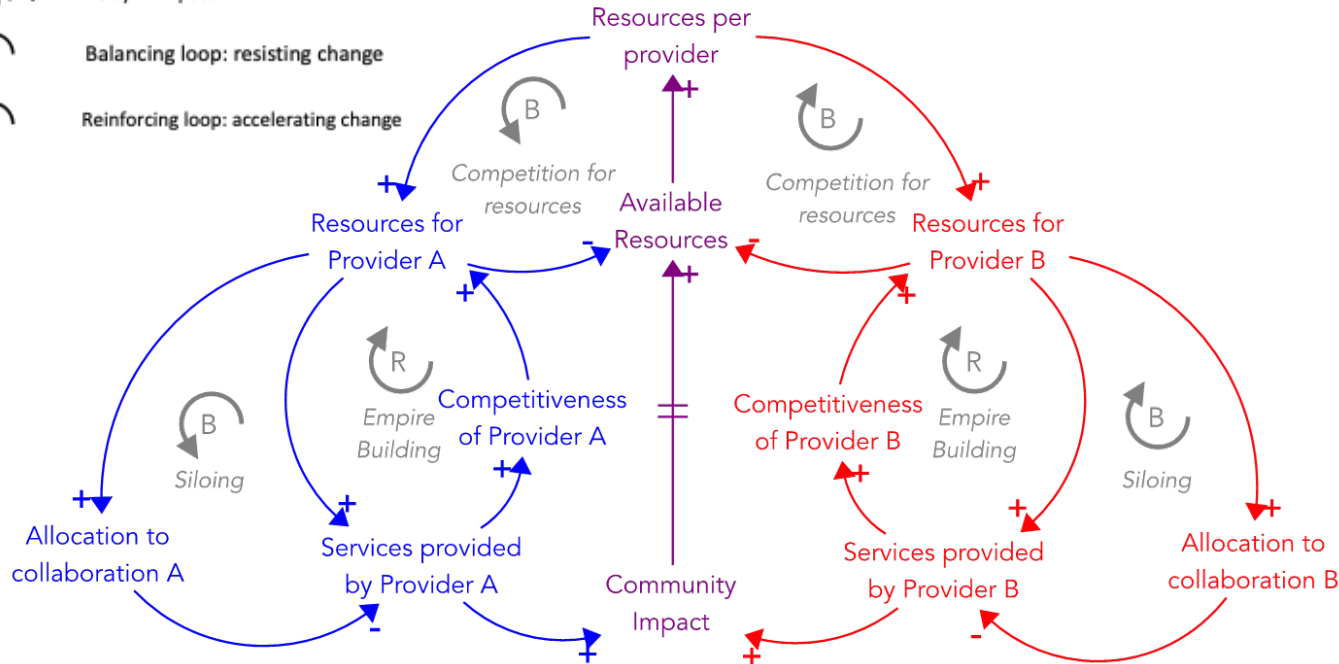 Balancing loop: resisting change
Reinforcing loop: accelerating change
Resources per
provider
+
B
Competition for
resources
B
Competition for
resources
+
+
Available
Resources
-
-
+
Resources for
Provider A
+
Resources for
Provider B
+
R
Empire
Building
Competitiveness
of Provider A
+
Competitiveness
of Provider B
+
R
Empire
Building
B
Siloing
B
Siloing
+
Allocation to
collaboration A
-
+
Services provided
by Provider A
+
Community
Impact
+
+
Services provided
by Provider B
-
+
Allocation to
collaboration B